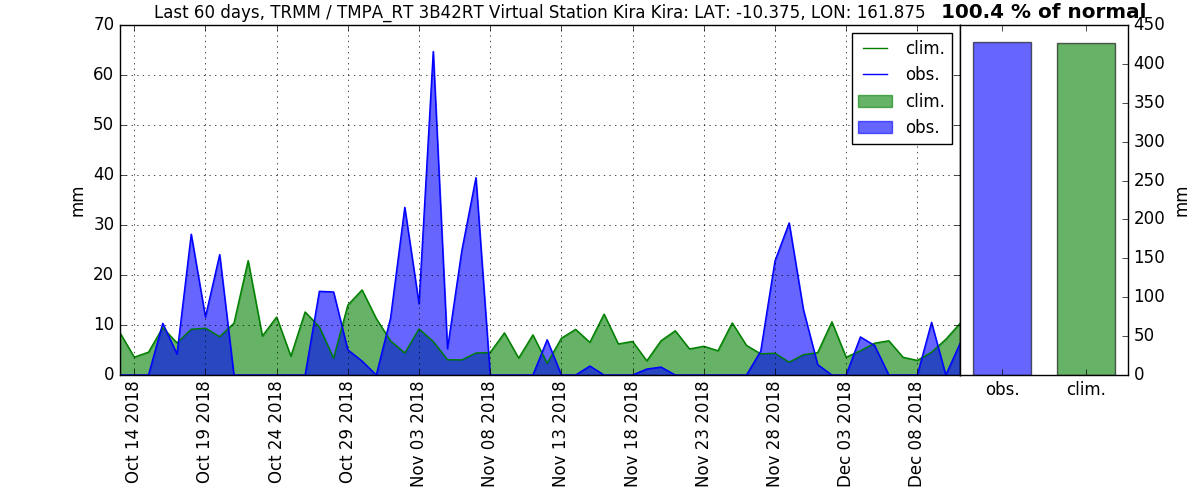 Last 60 days, TRMM / TMPA_RT 3B42RT Virtual Station Kira Kira: LAT: -10.375, LON: 161.875
100.4 % of normal
70
60
50
40
30
20
10
0
mm
clim.
obs.
clim.
obs.
450
400
350
300
250
200
150
100
50
0
mm
obs.
clim.
Oct 14 2018
Oct 19 2018
Oct 24 2018
Oct 29 2018
Nov 03 2018
Nov 08 2018
Nov 13 2018
Nov 18 2018
Nov 23 2018
Nov 28 2018
Dec 03 2018
Dec 08 2018